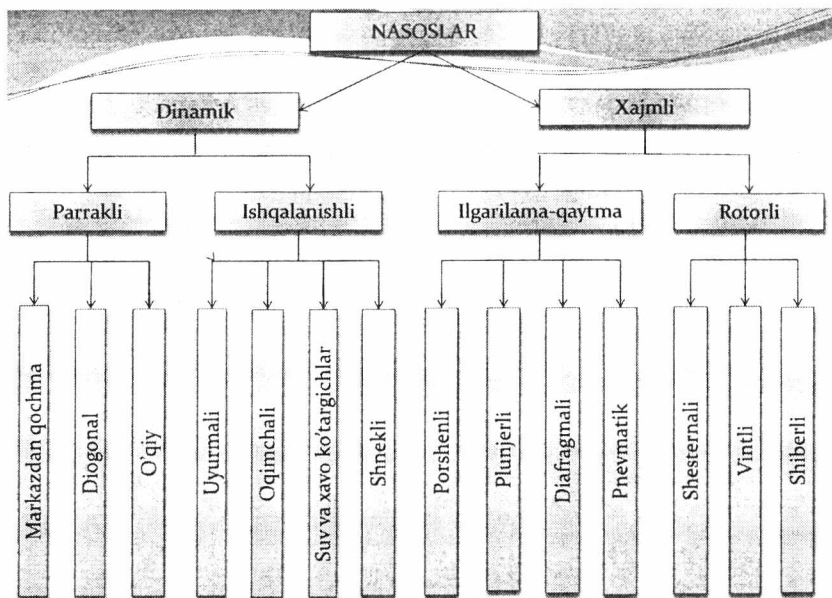 NASOSLAR
Dinamik
Xajmli
Parrakli
Ishqalanishli
Ilgarilama-qaytma
Rotorli
Markazdan qochma
Diogonal
O'qiy
Uyurmali
Oqimchali
Suv va xavo ko'targichlar
Shnekli
Porshenli
Plunjerli
Diafragmali
Pnevmatik
Shesternali
Vintli
Shiberli